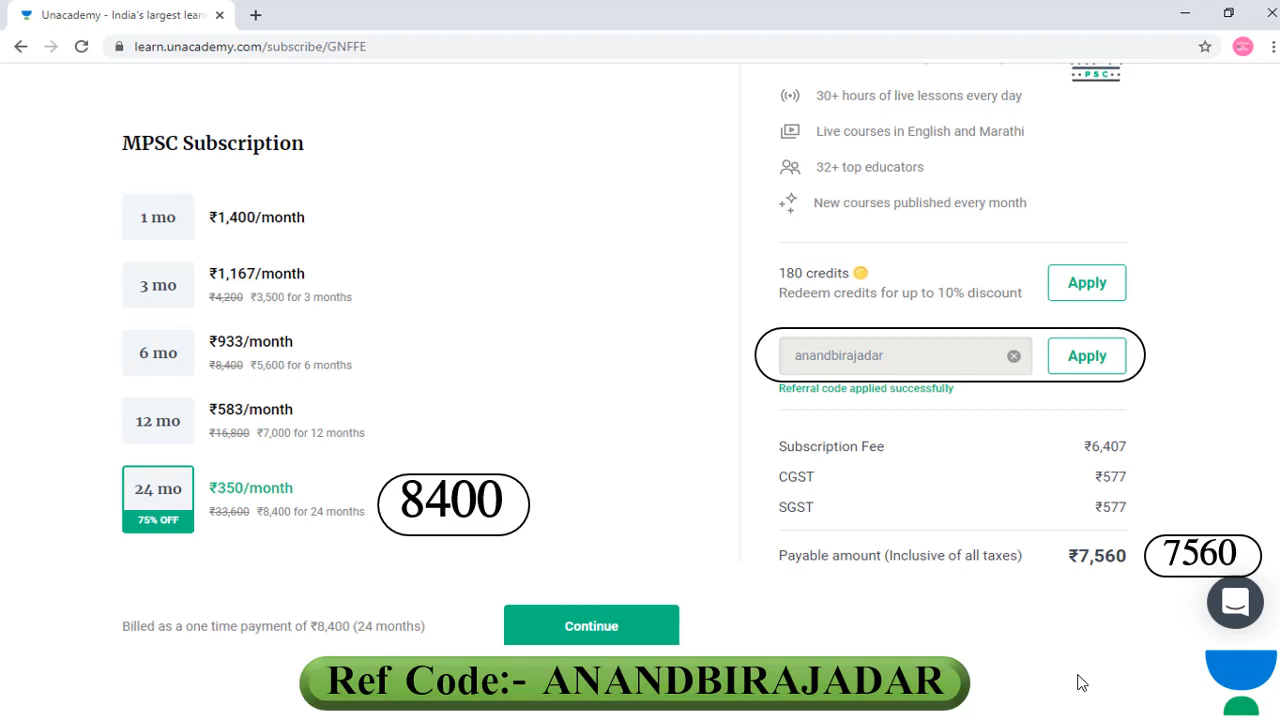 Unacademy - India's largest learn
learn.unacademy.com/subscribe/GNFFE
MPSC Subscription
1 mo ₹1,400/month
3 mo ₹1,167/month
₹4,200 ₹3,500 for 3 months
6 mo ₹933/month
₹8,400 ₹5,600 for 6 months
12 mo ₹583/month
₹16,800 ₹7,000 for 12 months
24 mo ₹350/month
75% OFF ₹33,600 ₹8,400 for 24 months
8400
Billed as a one time payment of ₹8,400 (24 months)
Continue
PSC
30+ hours of live lessons every day
Live courses in English and Marathi
32+ top educators
New courses published every month
180 credits
Redeem credits for up to 10% discount
Apply
anandbirajadar
Apply
Referral code applied successfully
Subscription Fee ₹6,407
CGST ₹577
SGST ₹577
Payable amount (Inclusive of all taxes) ₹7,560
7560
Ref Code:- ANANDBIRAJADAR